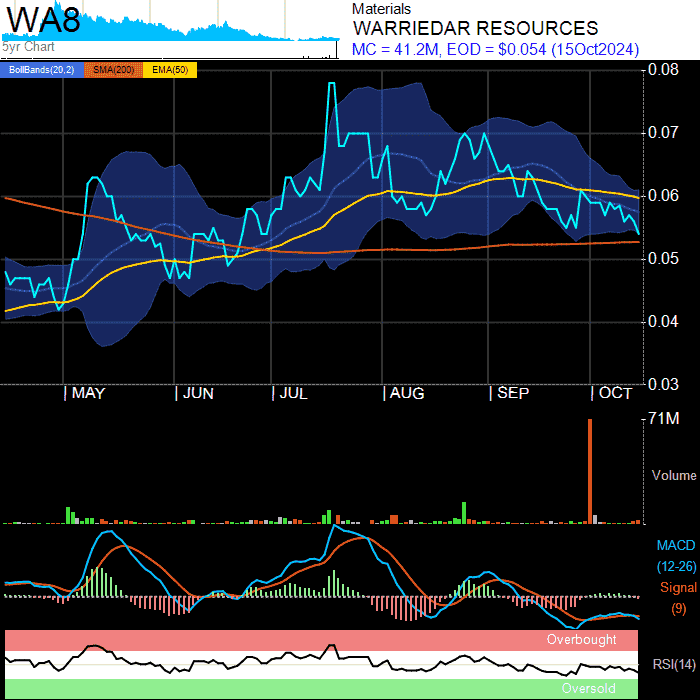 WA8
5yr Chart
Materials
WARRIEDAR RESOURCES
MC = 41.2M, EOD = $0.054 (15Oct2024)
BollBands(20,2) SMA(200) EMA(50)
0.08
0.07
0.06
0.05
0.04
0.03
MAY JUN JUL AUG SEP OCT
71M
Volume
MACD
(12-26)
Signal
(9)
Overbought
RSI(14)
Oversold